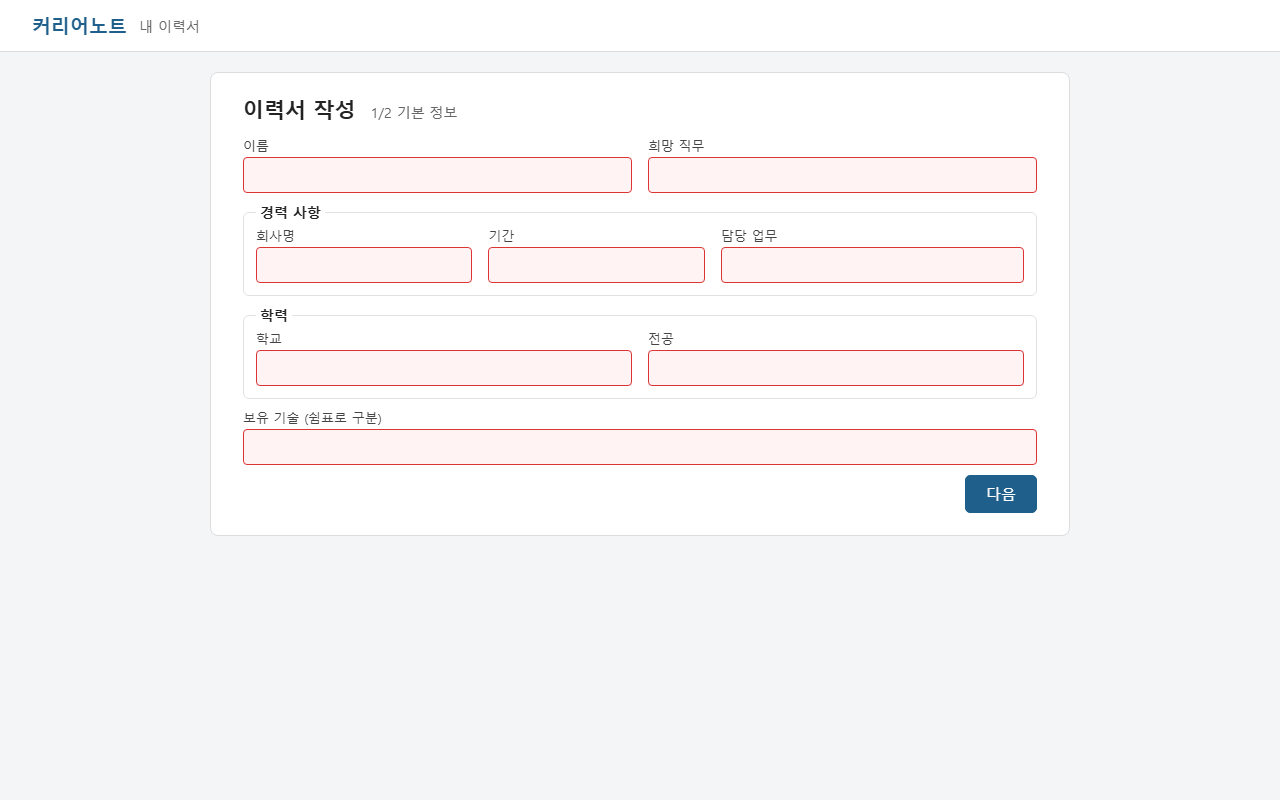 커리어노트 내 이력서
이력서 작성 1/2 기본 정보
이름 희망 직무
경력 사항
회사명 기간 담당 업무
학력
학교 전공
보유 기술 (쉼표로 구분)
다음